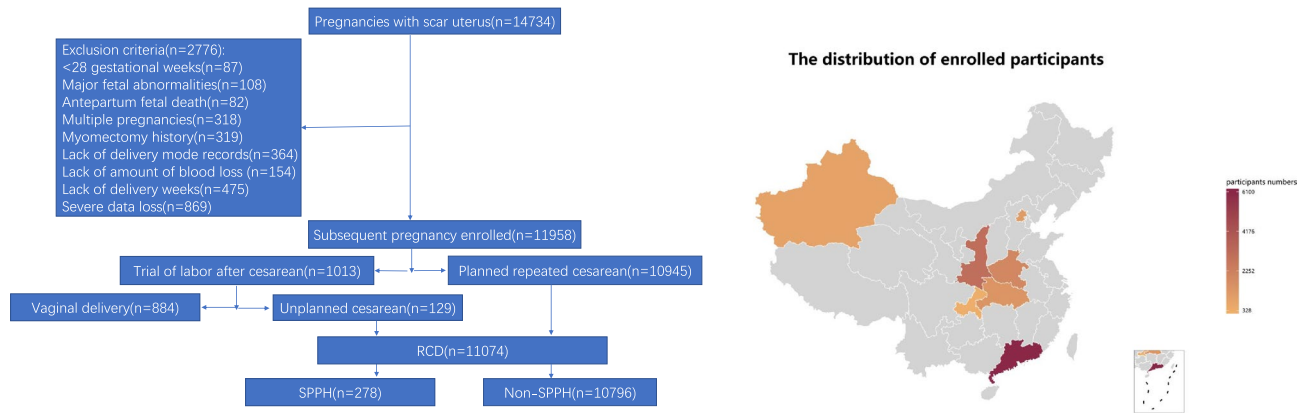 Pregnancies with scar uterus(n=14734)
Exclusion criteria(n=2776):
<28 gestational weeks(n=87)
Major fetal abnormalities(n=108)
Antepartum fetal death(n=82)
Multiple pregnancies(n=318)
Myomectomy history(n=319)
Lack of delivery mode records(n=364)
Lack of amount of blood loss (n=154)
Lack of delivery weeks(n=475)
Severe data loss(n=869)
Subsequent pregnancy enrolled(n=11958)
Trial of labor after cesarean(n=1013)
Planned repeated cesarean(n=10945)
Vaginal delivery(n=884)
Unplanned cesarean(n=129)
RCD(n=11074)
SPPH(n=278)
Non-SPPH(n=10796)
The distribution of enrolled participants
participants numbers
8109
4176
2252
328